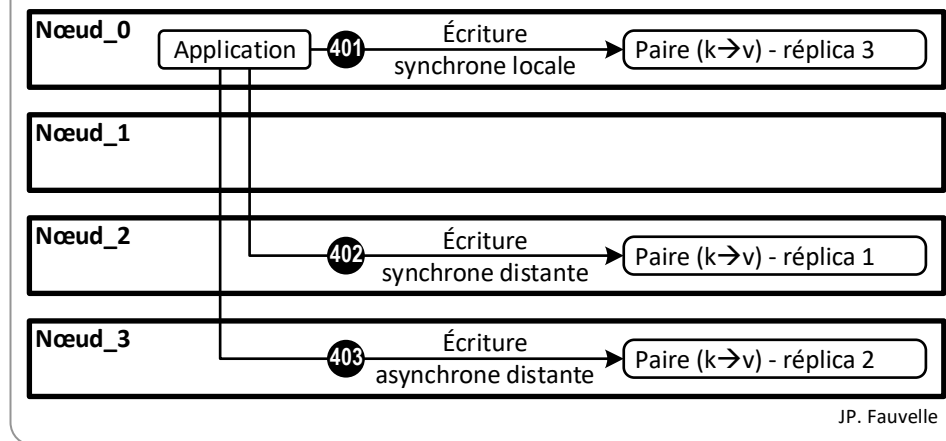 Nœud_0
Application
401
Écriture
synchrone locale
Paire (k→v) - réplica 3
Nœud_1
Nœud_2
402
Écriture
synchrone distante
Paire (k→v) - réplica 1
Nœud_3
403
Écriture
asynchrone distante
Paire (k→v) - réplica 2
JP. Fauvelle